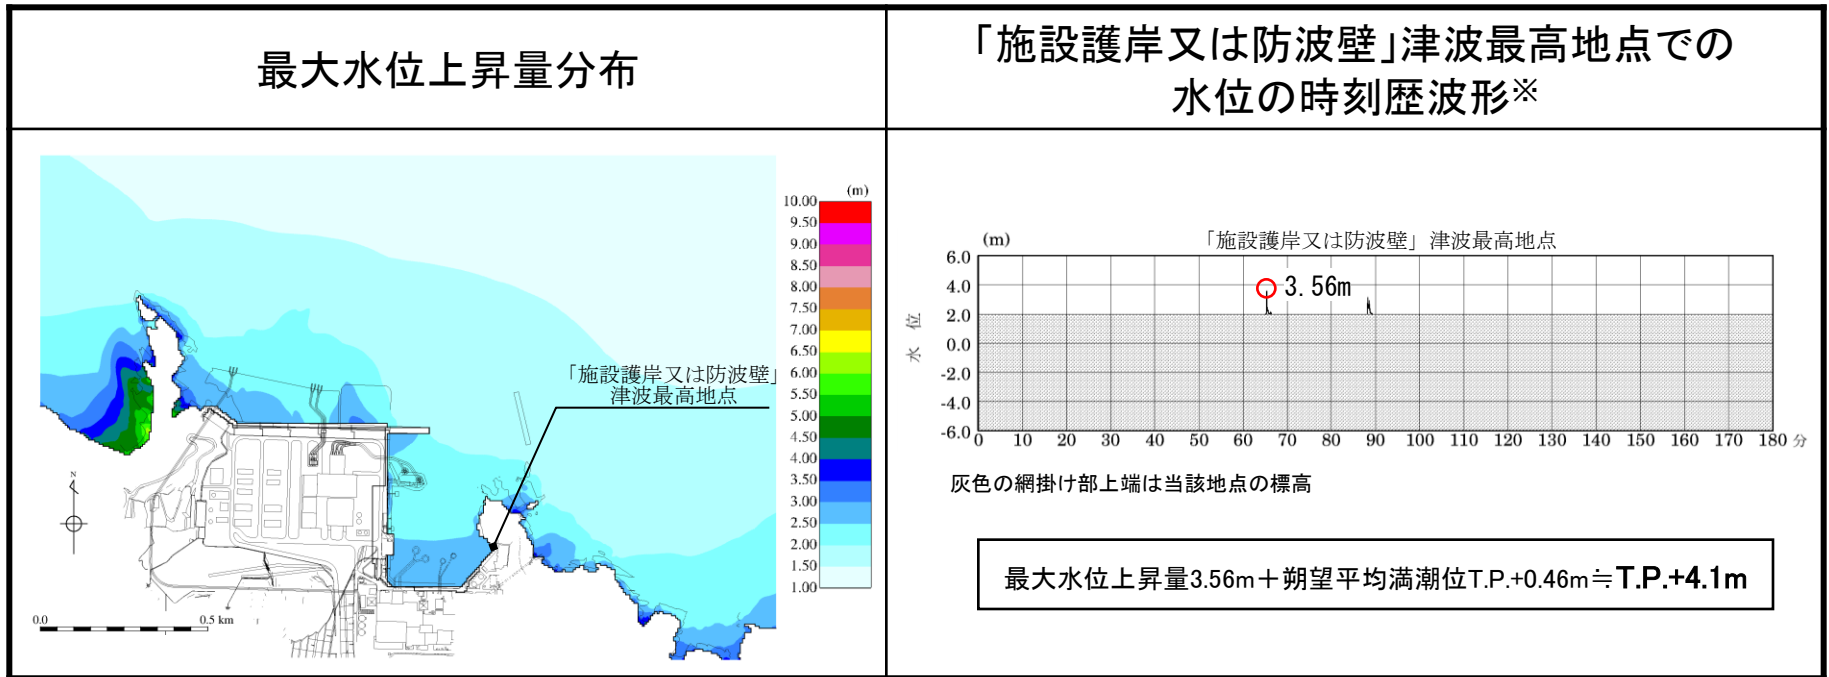 最大水位上昇量分布
「施設護岸又は防波壁」津波最高地点での
水位の時刻歴波形※
(m)
10.00
9.50
9.00
8.50
8.00
7.50
7.00
6.50
6.00
5.50
5.00
4.50
4.00
3.50
3.00
2.50
2.00
1.50
1.00
「施設護岸又は防波壁」
津波最高地点
N
0.0 0.5 km
(m) 「施設護岸又は防波壁」津波最高地点
6.0
4.0
2.0
0.0
-2.0
-4.0
-6.0
水位
3.56m
0 10 20 30 40 50 60 70 80 90 100 110 120 130 140 150 160 170 180 分
灰色の網掛け部上端は当該地点の標高
最大水位上昇量3.56m＋朔望平均満潮位T.P.+0.46m≒T.P.+4.1m